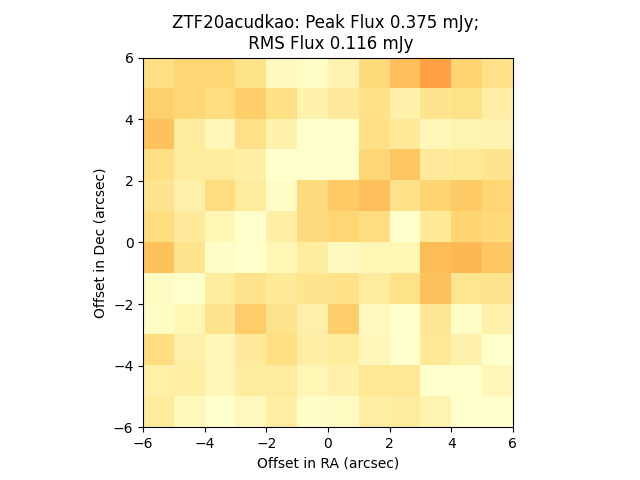 ZTF20acudkao: Peak Flux 0.375 mJy;
RMS Flux 0.116 mJy
6
4
2
0
−2
−4
−6
Offset in Dec (arcsec)
−6 −4 −2 0 2 4 6
Offset in RA (arcsec)